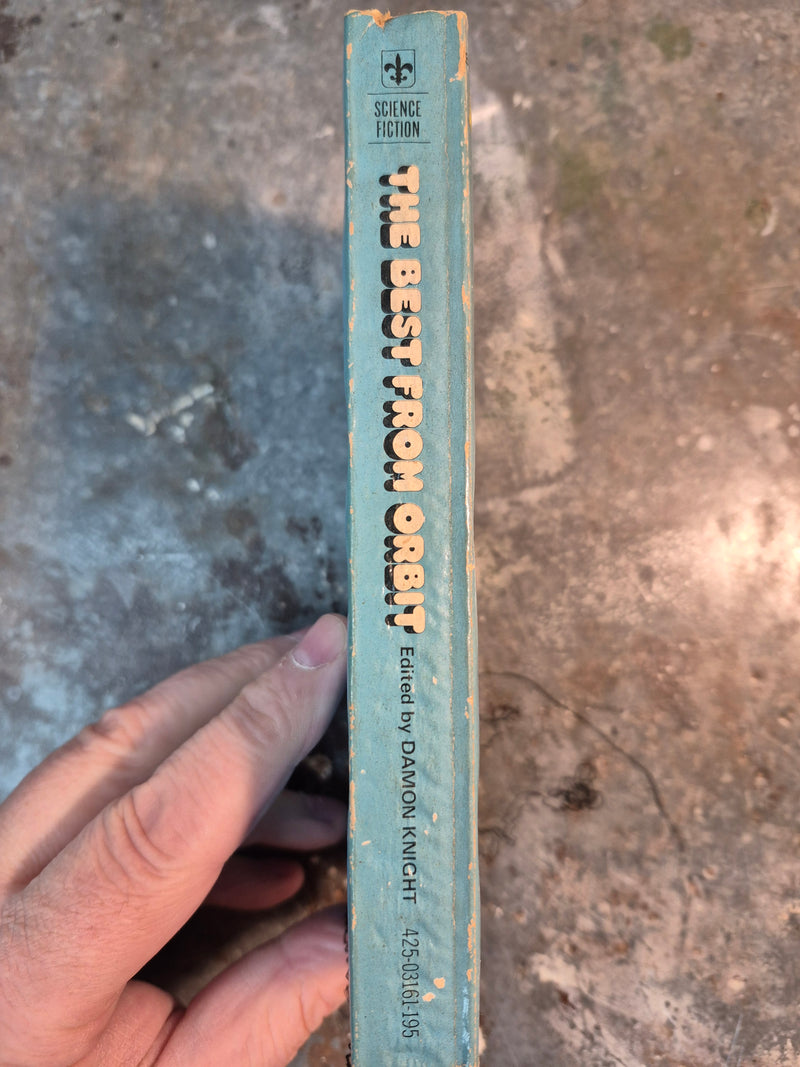 SCIENCE
FICTION
THE BEST FROM ORBIT
Edited by DAMON KNIGHT
425-03161-195